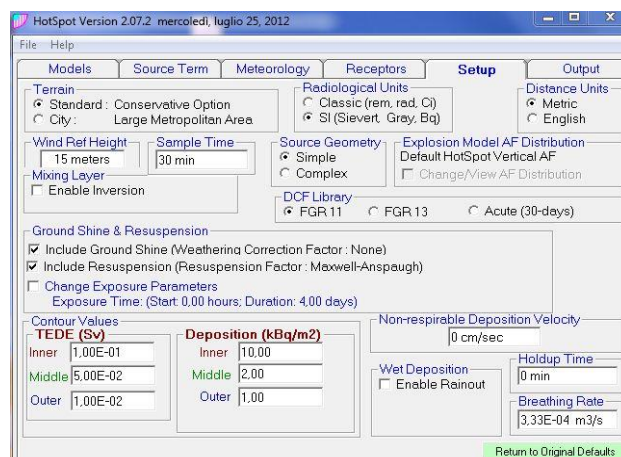 HotSpot Version 2.07.2 mercoledì, luglio 25, 2012
File Help
Models Source Term Meteorology Receptors Setup Output
Terrain
Standard : Conservative Option
City : Large Metropolitan Area
Radiological Units
Classic (rem, rad, Ci)
SI (Sievert, Gray, Bq)
Distance Units
Metric
English
Wind Ref Height
15 meters
Sample Time
30 min
Source Geometry
Simple
Complex
Explosion Model AF Distribution
Default HotSpot Vertical AF
Change/View AF Distribution
Mixing Layer
Enable Inversion
DCF Library
FGR 11 FGR 13 Acute (30-days)
Ground Shine & Resuspension
Include Ground Shine (Weathering Correction Factor : None)
Include Resuspension (Resuspension Factor : Maxwell-Anspaugh)
Change Exposure Parameters
Exposure Time: (Start: 0,00 hours; Duration: 4,00 days)
Contour Values
TEDE (Sv)
Inner 1,00E-01
Middle 5,00E-02
Outer 1,00E-02
Deposition (kBq/m2)
Inner 10,00
Middle 2,00
Outer 1,00
Non-respirable Deposition Velocity
0 cm/sec
Wet Deposition
Enable Rainout
Holdup Time
0 min
Breathing Rate
3,33E-04 m3/s
Return to Original Defaults